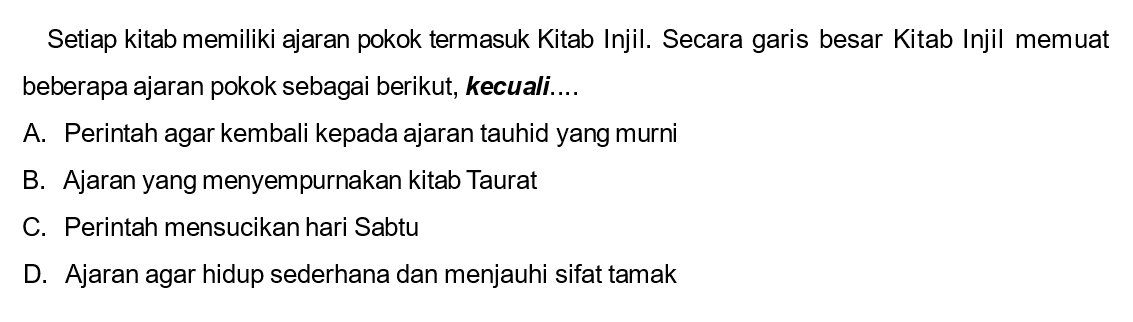 Setiap kitab memiliki ajaran pokok termasuk Kitab Injil. Secara garis besar Kitab Injil memuat
beberapa ajaran pokok sebagai berikut, kecuali....
A. Perintah agar kembali kepada ajaran tauhid yang murni
B. Ajaran yang menyempurnakan kitab Taurat
C. Perintah mensucikan hari Sabtu
D. Ajaran agar hidup sederhana dan menjauhi sifat tamak